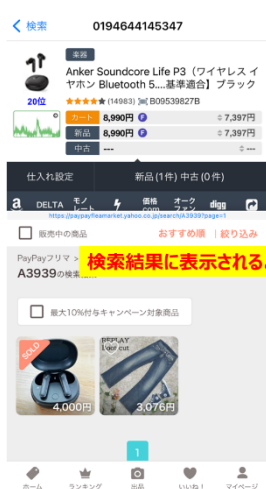 検索
0194644145347
楽器
Anker Soundcore Life P3（ワイヤレス イ
ヤホン Bluetooth 5....基準適合】ブラック
20位
(14983)
B09539827B
カート 8,990円 7,397円
新品 8,990円 7,397円
中古 --- ---
仕入れ設定
新品(1件) 中古(0件)
DELTA
モノ
レート
価格
com
オーク
ファン
digg
https://paypayfleamarket.yahoo.co.jp/search/A3939?page=1
販売中の商品
おすすめ順
絞り込み
PayPayフリマ >
A3939の検索
検索結果に表示される
最大10%付与キャンペーン対象商品
SOLD
4,000円
REPLAY
3,076円
1
ホーム
ランキング
出品
いいね！
マイページ